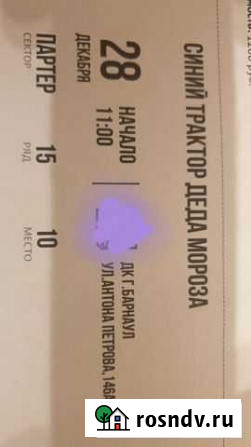 СИНИЙ ТРАКТОР ДЕДА МОРОЗА
28 ДЕКАБРЯ
НАЧАЛО 11:00
ДК Г.БАРНАУЛ
УЛ.АНТОНА ПЕТРОВА,146А
ПАРТЕР
СЕКТОР
15
РЯД
10
МЕСТО
rosndv.ru